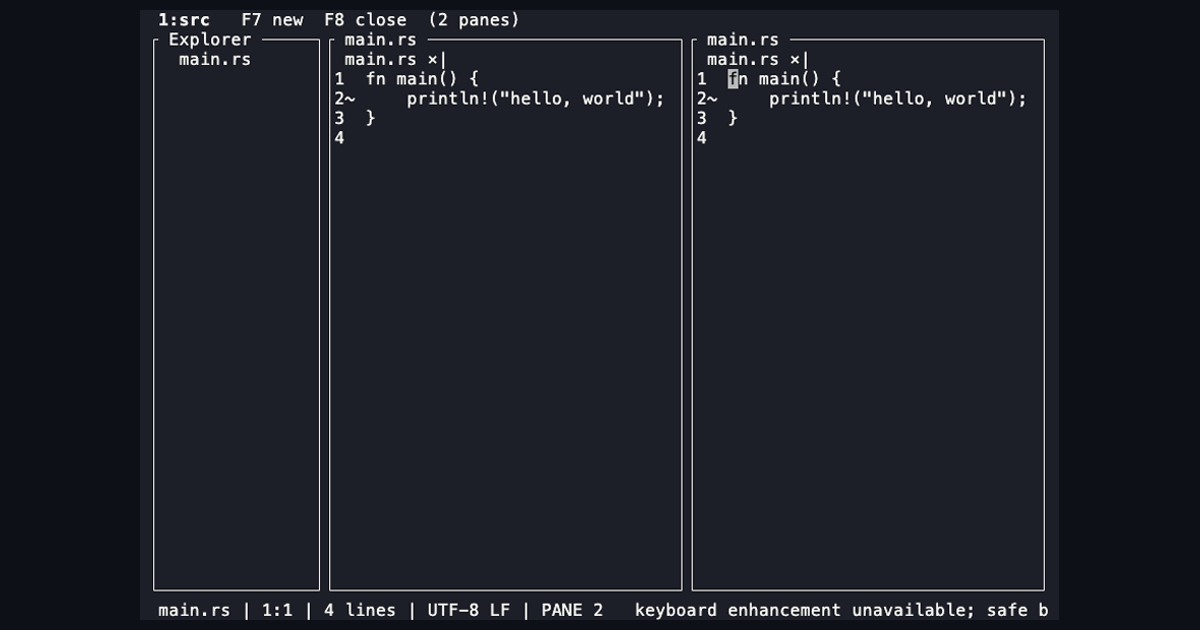 1:src F7 new F8 close (2 panes)
Explorer
main.rs
main.rs
main.rs ×|
1 fn main() {
2~ println!("hello, world");
3 }
4
main.rs
main.rs ×|
1 fn main() {
2~ println!("hello, world");
3 }
4
main.rs | 1:1 | 4 lines | UTF-8 LF | PANE 2 keyboard enhancement unavailable; safe b